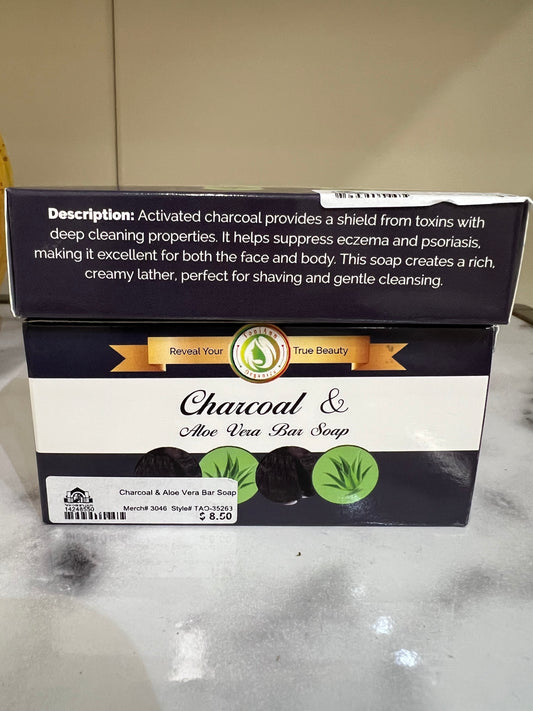 Description: Activated charcoal provides a shield from toxins with
deep cleaning properties. It helps suppress eczema and psoriasis,
making it excellent for both the face and body. This soap creates a rich,
creamy lather, perfect for shaving and gentle cleansing.
Reveal Your
True Beauty
Organics
Charcoal &
Aloe Vera Bar Soap
Charcoal & Aloe Vera Bar Soap
14248550
Merch# 3046 Style# TAO-35263
$ 8.50